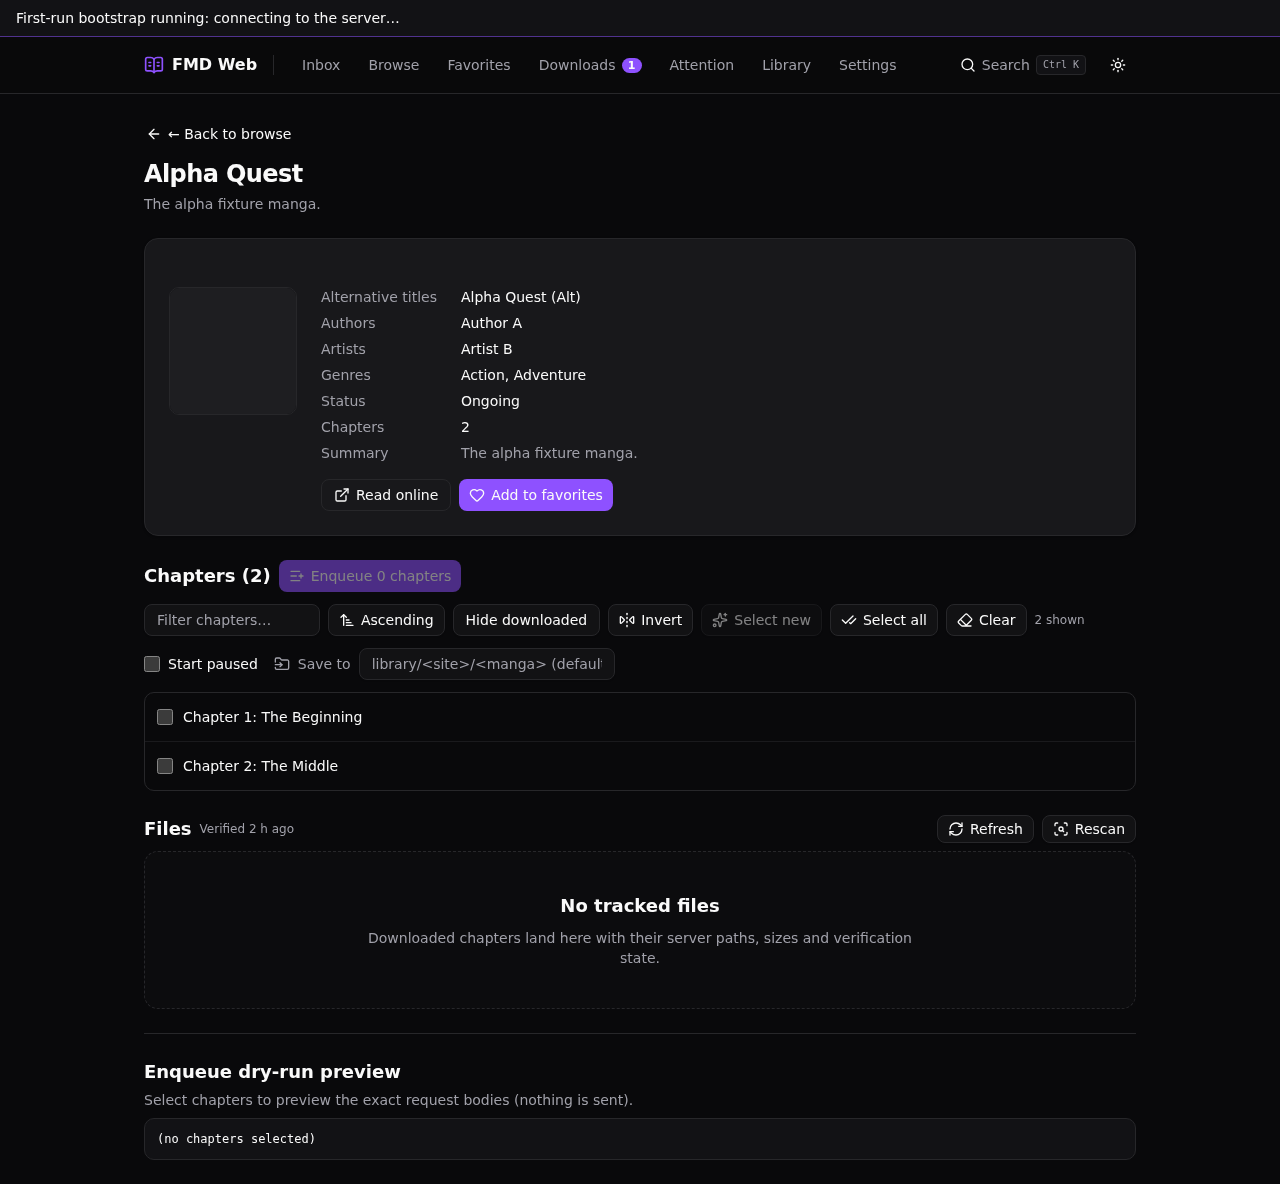 First-run bootstrap running: connecting to the server…
FMD Web Inbox Browse Favorites Downloads 1 Attention Library Settings Search Ctrl K
← Back to browse
Alpha Quest
The alpha fixture manga.
Alternative titles Alpha Quest (Alt)
Authors Author A
Artists Artist B
Genres Action, Adventure
Status Ongoing
Chapters 2
Summary The alpha fixture manga.
Read online Add to favorites
Chapters (2) Enqueue 0 chapters
Filter chapters… Ascending Hide downloaded Invert Select new Select all Clear 2 shown
Start paused Save to library/<site>/<manga> (defaul
Chapter 1: The Beginning
Chapter 2: The Middle
Files Verified 2 h ago Refresh Rescan
No tracked files
Downloaded chapters land here with their server paths, sizes and verification
state.
Enqueue dry-run preview
Select chapters to preview the exact request bodies (nothing is sent).
(no chapters selected)